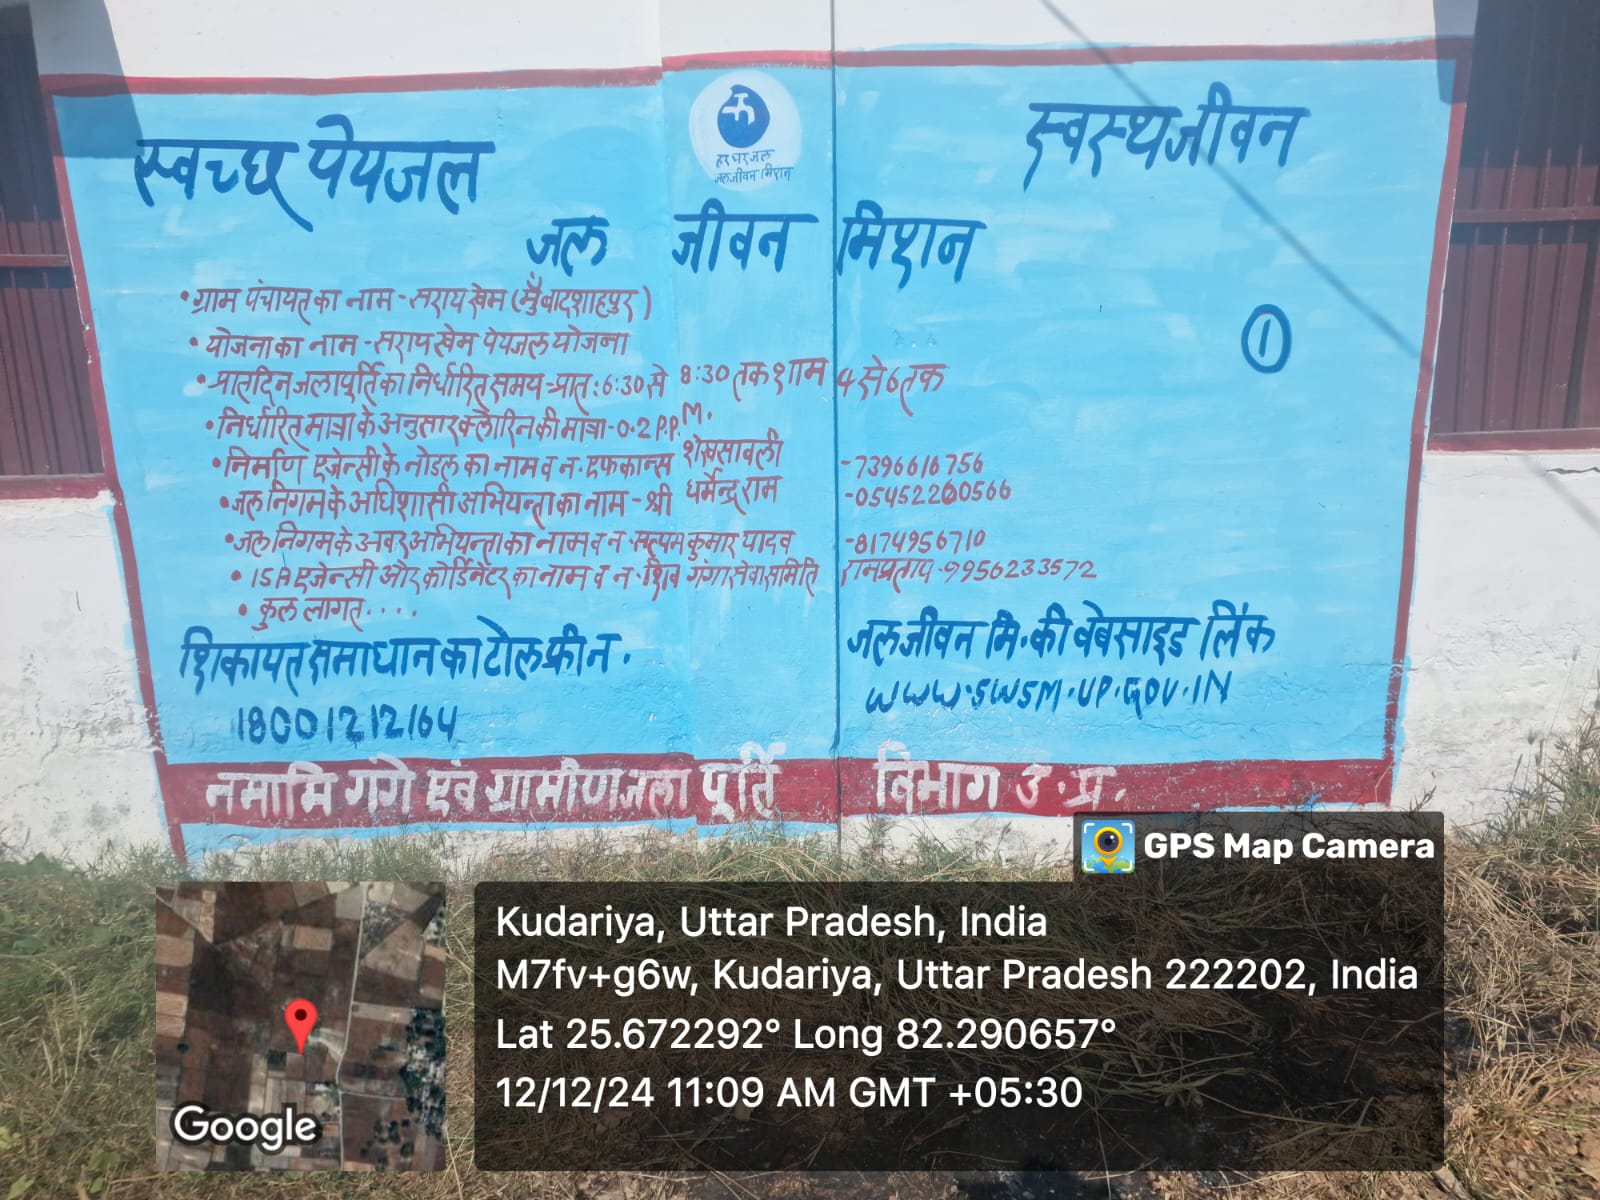 हर घर जल
जल जीवन मिशन
स्वच्छ पेयजल
स्वस्थ जीवन
जल जीवन मिशन
1
• ग्राम पंचायत का नाम - सराय खेम (मुँ बादशाहपुर)
• योजना का नाम - सराय खेम पेयजल योजना
• प्रातदिन जलापूर्ति का निर्धारित समय - प्रात: 6:30 से 8:30 तक शाम 4 से 6 तक
• निर्धारित मात्रा के अनुसार क्लोरिन की मात्रा - 0.2 P.P.M.
• निर्माण एजेन्सी के नोडल का नाम व न. एफकान्स शेखसावली - 7396616756
• जल निगम के अधिशासी अभियन्ता का नाम - श्री धर्मेन्द्र राम - 05452260566
• जल निगम के अवर अभियन्ता का नाम व न. सत्यम कुमार यादव - 8174956710
• ISA एजेन्सी और कोर्डिनेटर का नाम व न. शिव गंगा सेवा समिति रामप्रताप - 9956233572
• कुल लागत....
शिकायत समाधान का टोल फ्री न.
18001212164
जल जीवन मि. की वेबसाइड लिंक
WWW.SWSM.UP.GOV.IN
नमामि गंगे एंव ग्रामीण जला पूर्ति विभाग उ.प्र.
GPS Map Camera
Kudariya, Uttar Pradesh, India
M7fv+g6w, Kudariya, Uttar Pradesh 222202, India
Lat 25.672292° Long 82.290657°
12/12/24 11:09 AM GMT +05:30
Google